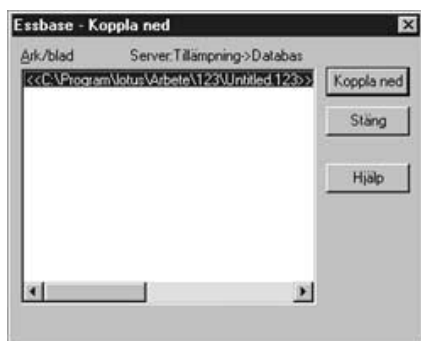 Essbase - Koppla ned
Ark/blad Server:Tillämpning->Databas
<<C:\Program\lotus\Arbete\123\Untitled.123>>
Koppla ned
Stäng
Hjälp